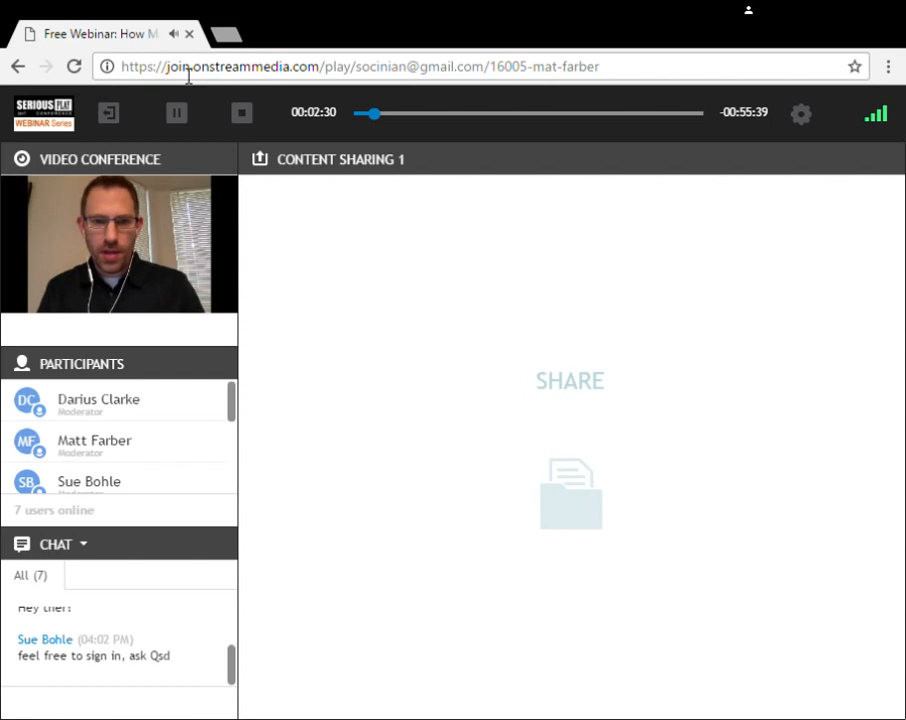 Free Webinar: How M
https://join.onstreammedia.com/play/socinian@gmail.com/16005-mat-farber
SERIOUS PLAY
CONFERENCE
WEBINAR Series
00:02:30
-00:55:39
VIDEO CONFERENCE
CONTENT SHARING 1
SHARE
PARTICIPANTS
DC
Darius Clarke
Moderator
MF
Matt Farber
Moderator
SB
Sue Bohle
7 users online
CHAT
All (7)
Hey ther!
Sue Bohle (04:02 PM)
feel free to sign in, ask Qsd